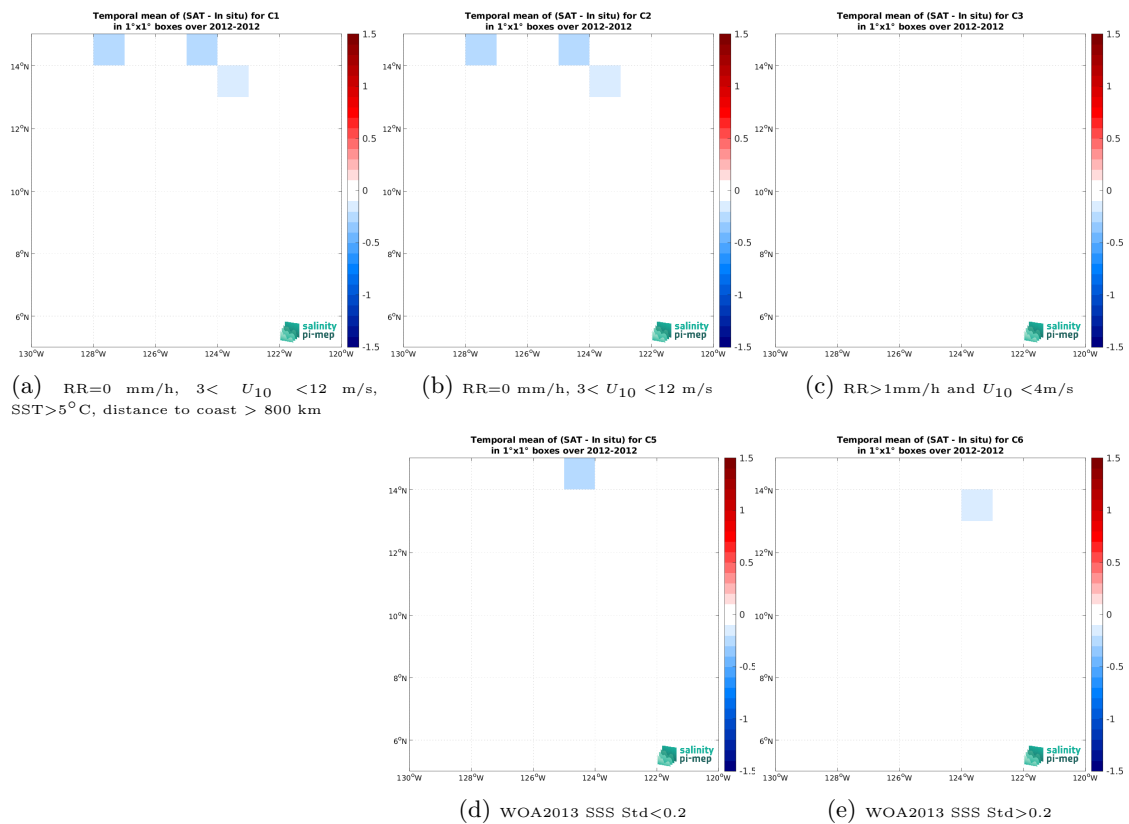 Temporal mean of (SAT - In situ) for C1
in 1°x1° boxes over 2012-2012
14°N
12°N
10°N
8°N
6°N
130°W 128°W 126°W 124°W 122°W 120°W
1.5
1
0.5
0
-0.5
-1
-1.5
salinity
pi-mep
(a) RR=0 mm/h, 3< U10 <12 m/s,
SST>5°C, distance to coast > 800 km
Temporal mean of (SAT - In situ) for C2
in 1°x1° boxes over 2012-2012
14°N
12°N
10°N
8°N
6°N
130°W 128°W 126°W 124°W 122°W 120°W
1.5
1
0.5
0
-0.5
-1
-1.5
salinity
pi-mep
(b) RR=0 mm/h, 3< U10 <12 m/s
Temporal mean of (SAT - In situ) for C3
in 1°x1° boxes over 2012-2012
14°N
12°N
10°N
8°N
6°N
130°W 128°W 126°W 124°W 122°W 120°W
1.5
1
0.5
0
-0.5
-1
-1.5
salinity
pi-mep
(c) RR>1mm/h and U10 <4m/s
Temporal mean of (SAT - In situ) for C5
in 1°x1° boxes over 2012-2012
14°N
12°N
10°N
8°N
6°N
130°W 128°W 126°W 124°W 122°W 120°W
1.5
1
0.5
0
-0.5
-1
-1.5
salinity
pi-mep
(d) WOA2013 SSS Std<0.2
Temporal mean of (SAT - In situ) for C6
in 1°x1° boxes over 2012-2012
14°N
12°N
10°N
8°N
6°N
130°W 128°W 126°W 124°W 122°W 120°W
1.5
1
0.5
0
-0.5
-1
-1.5
salinity
pi-mep
(e) WOA2013 SSS Std>0.2